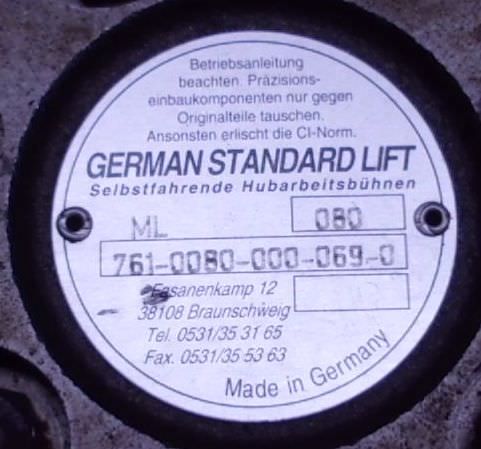 Betriebsanleitung
beachten. Präzisions-
einbaukomponenten nur gegen
Originalteile tauschen.
Ansonsten erlischt die CI-Norm.
GERMAN STANDARD LIFT
Selbstfahrende Hubarbeitsbühnen
ML 080
761-0080-000-069-0
Fasanenkamp 12
38108 Braunschweig
Tel. 0531/35 31 65
Fax. 0531/35 53 63
Made in Germany